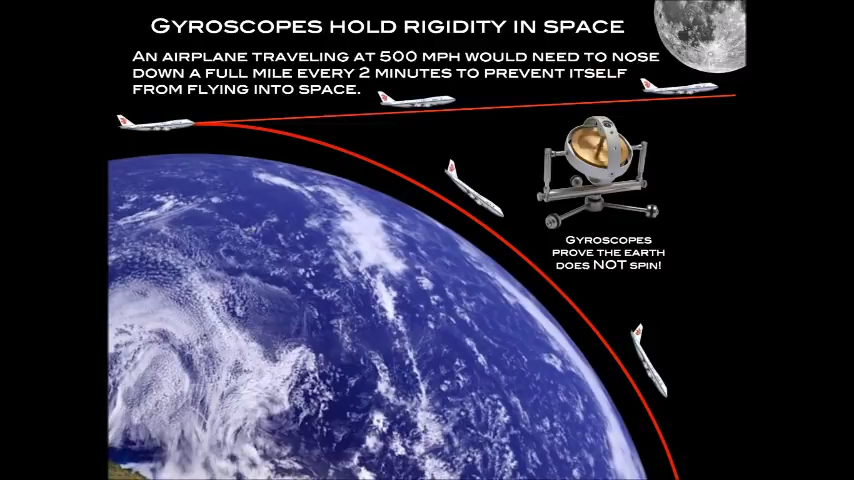 Gyroscopes hold rigidity in space
An airplane traveling at 500 mph would need to nose
down a full mile every 2 minutes to prevent itself
from flying into space.
Gyroscopes
prove the earth
does NOT spin!